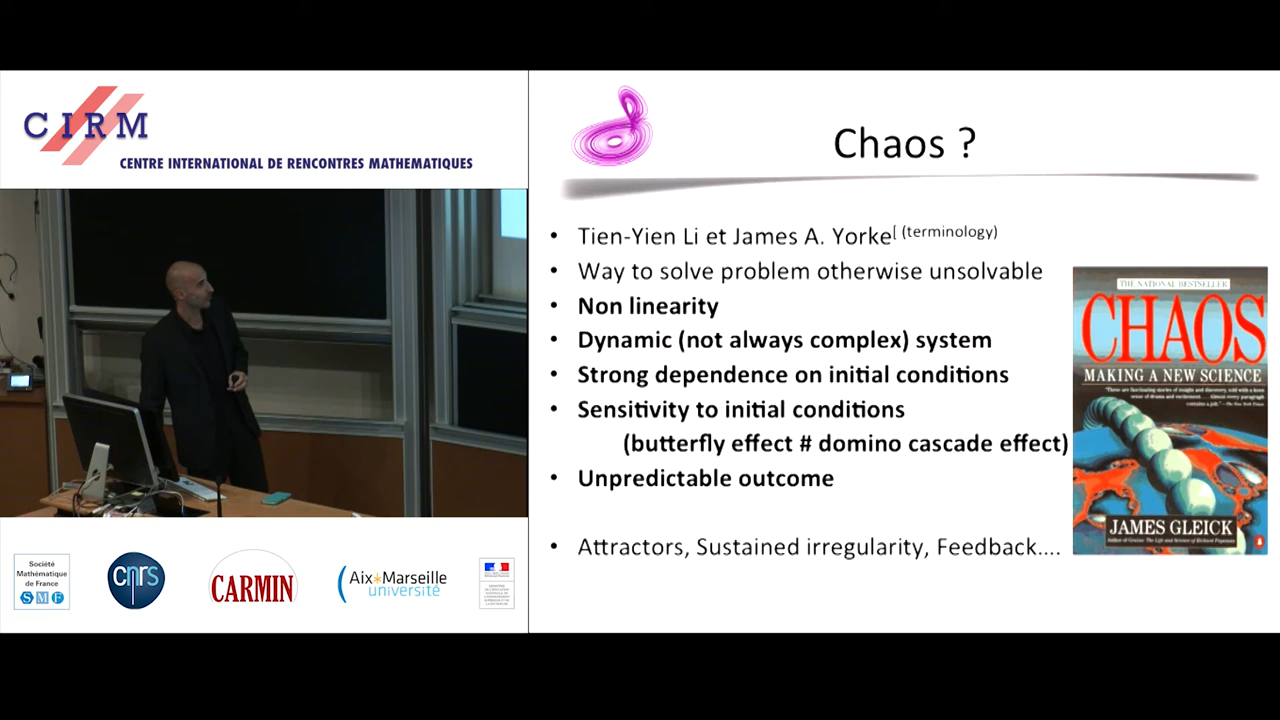 CIRM
CENTRE INTERNATIONAL DE RENCONTRES MATHEMATIQUES
Chaos ?
• Tien-Yien Li et James A. Yorke[ (terminology)
• Way to solve problem otherwise unsolvable
• Non linearity
• Dynamic (not always complex) system
• Strong dependence on initial conditions
• Sensitivity to initial conditions
(butterfly effect # domino cascade effect)
• Unpredictable outcome
• Attractors, Sustained irregularity, Feedback....
THE NATIONAL BESTSELLER
CHAOS
MAKING A NEW SCIENCE
JAMES GLEICK
Société
Mathématique
de France
SMF
cnrs
CARMIN
Aix*Marseille
université